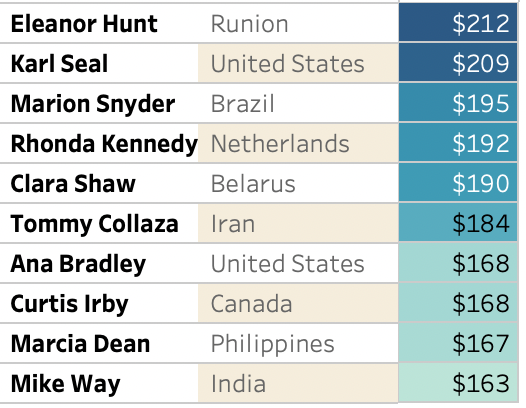 Eleanor Hunt Runion $212
Karl Seal United States $209
Marion Snyder Brazil $195
Rhonda Kennedy Netherlands $192
Clara Shaw Belarus $190
Tommy Collaza Iran $184
Ana Bradley United States $168
Curtis Irby Canada $168
Marcia Dean Philippines $167
Mike Way India $163